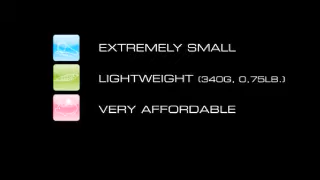 EXTREMELY SMALL
LIGHTWEIGHT (340G, 0,75LB.)
VERY AFFORDABLE